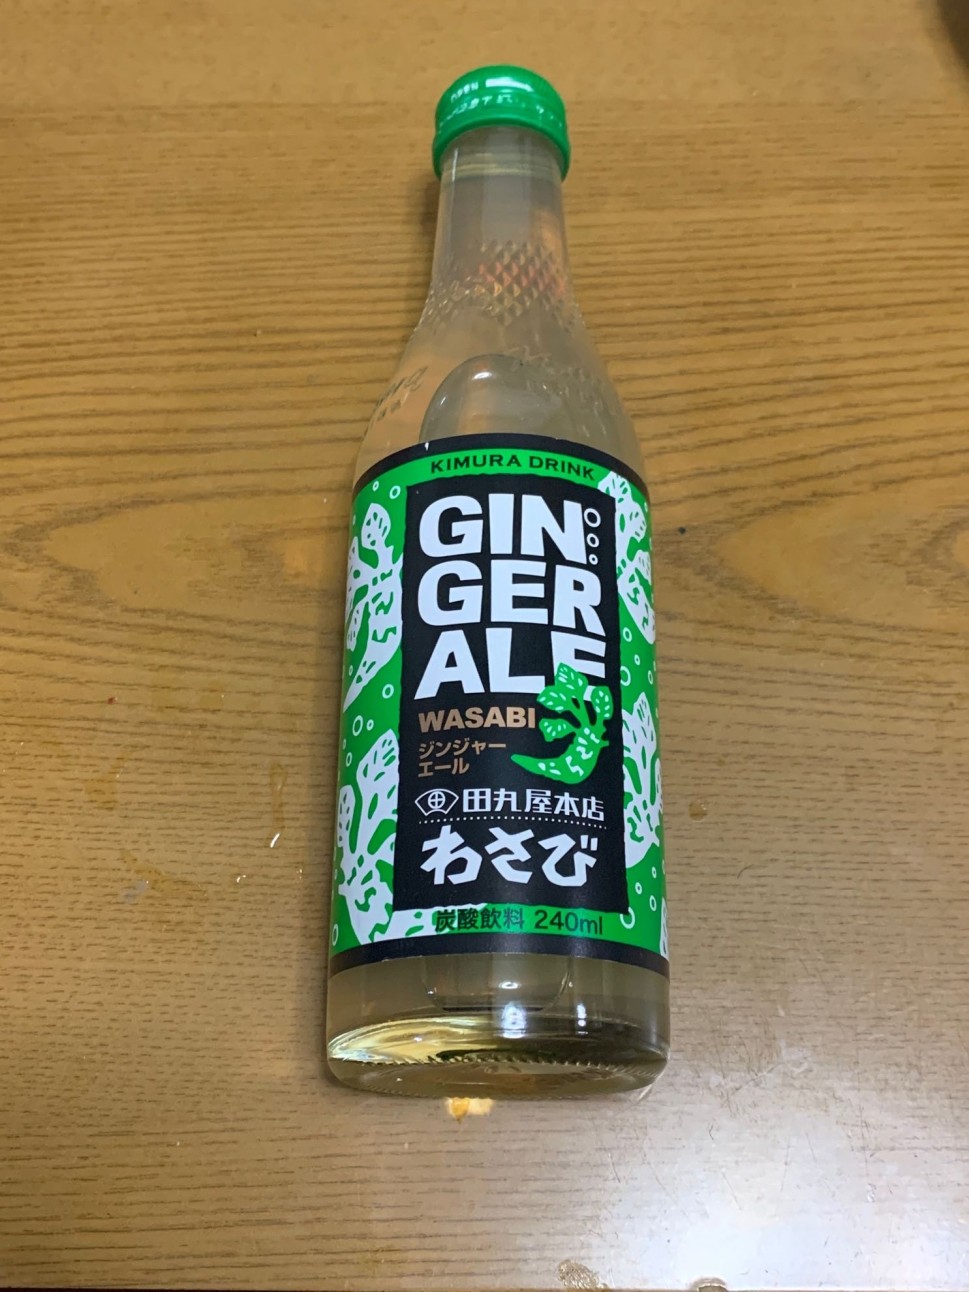 KIMURA DRINK
GIN
GER
ALE
WASABI
ジンジャー
エール
田丸屋本店
わさび
炭酸飲料 240ml